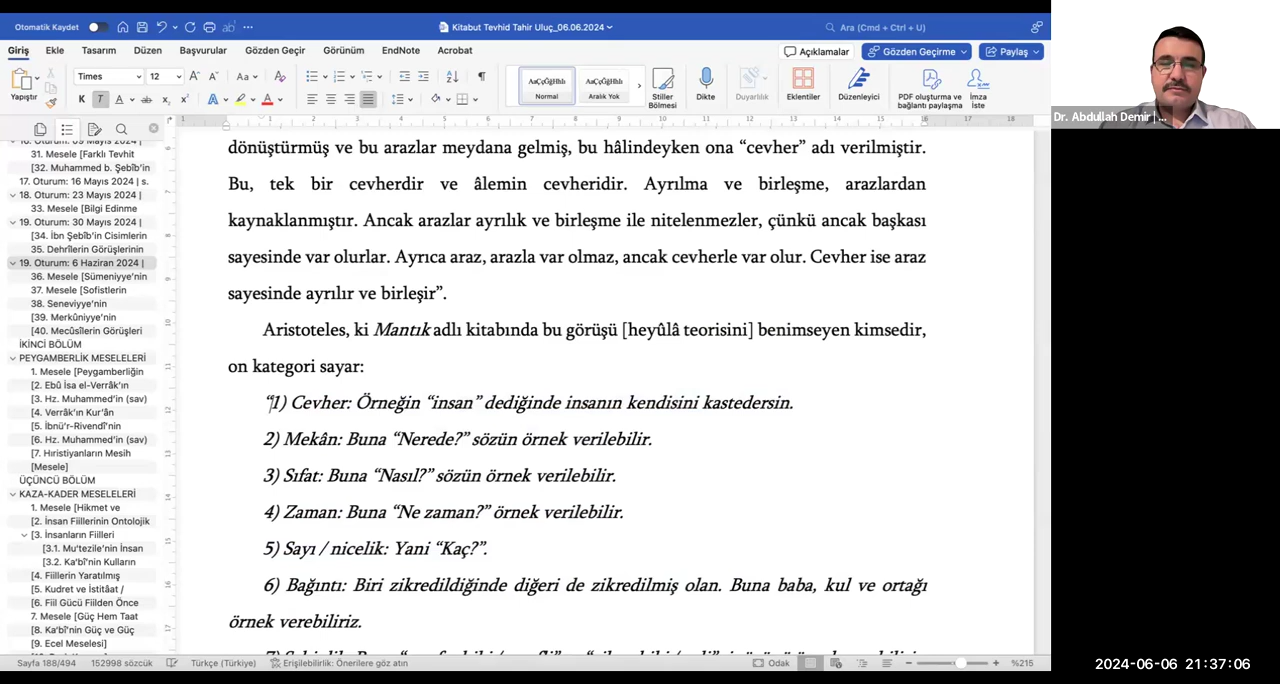 Otomatik Kaydet
Kitabut Tevhid Tahir Uluç_06.06.2024
Ara (Cmd + Ctrl + U)
Giriş Ekle Tasarım Düzen Başvurular Gözden Geçir Görünüm EndNote Acrobat
Açıklamalar Gözden Geçirme Paylaş
Yapıştır
Times 12
AaÇçĞğHhIı AaÇçĞğHhIı
Normal Aralık Yok
Stiller Bölmesi
Dikte
Duyarlılık
Eklentiler
Düzenleyici
PDF oluşturma ve bağlantı paylaşma
İmza İste
Dr. Abdullah Demir | ...
16. Oturum: 09 Mayıs 2024 |
31. Mesele [Farklı Tevhit
[32. Muhammed b. Şebîb'in
17. Oturum: 16 Mayıs 2024 | s.
18. Oturum: 23 Mayıs 2024 |
33. Mesele [Bilgi Edinme
19. Oturum: 30 Mayıs 2024 |
[34. İbn Şebîb'in Cisimlerin
35. Dehrîlerin Görüşlerinin
19. Oturum: 6 Haziran 2024 |
36. Mesele [Sümeniyye'nin
37. Mesele [Sofistlerin
38. Seneviyye'nin
[39. Merkûniyye'nin
[40. Mecûsîlerin Görüşleri
İKİNCİ BÖLÜM
PEYGAMBERLİK MESELELERİ
1. Mesele [Peygamberliğin
[2. Ebû İsa el-Verrâk'ın
[3. Hz. Muhammed'in (sav)
[4. Verrâk'ın Kur'ân
[5. İbnü'r-Rivendî'nin
[6. Hz. Muhammed'in (sav)
[7. Hıristiyanların Mesih
[Mesele]
ÜÇÜNCÜ BÖLÜM
KAZA-KADER MESELELERİ
1. Mesele [Hikmet ve
[2. İnsan Fiillerinin Ontolojik
[3. İnsanların Fiilleri
[3.1. Mu'tezile'nin İnsan
[3.2. Ka'bî'nin Kulların
[4. Fiillerin Yaratılmış
[5. Kudret ve İstitâat /
[6. Fiil Gücü Fiilden Önce
7. Mesele [Güç Hem Taat
[8. Ka'bî'nin Güç ve Güç
[9. Ecel Meselesi]
dönüştürmüş ve bu arazlar meydana gelmiş, bu hâlindeyken ona “cevher” adı verilmiştir.
Bu, tek bir cevherdir ve âlemin cevheridir. Ayrılma ve birleşme, arazlardan
kaynaklanmıştır. Ancak arazlar ayrılık ve birleşme ile nitelenmezler, çünkü ancak başkası
sayesinde var olurlar. Ayrıca araz, arazla var olmaz, ancak cevherle var olur. Cevher ise araz
sayesinde ayrılır ve birleşir”.
Aristoteles, ki Mantık adlı kitabında bu görüşü [heyûlâ teorisini] benimseyen kimsedir,
on kategori sayar:
“1) Cevher: Örneğin “insan” dediğinde insanın kendisini kastedersin.
2) Mekân: Buna “Nerede?” sözün örnek verilebilir.
3) Sıfat: Buna “Nasıl?” sözün örnek verilebilir.
4) Zaman: Buna “Ne zaman?” örnek verilebilir.
5) Sayı / nicelik: Yani “Kaç?”.
6) Bağıntı: Biri zikredildiğinde diğeri de zikredilmiş olan. Buna baba, kul ve ortağı
örnek verebiliriz.
Sayfa 188/494 152998 sözcük Türkçe (Türkiye) Erişilebilirlik: Önerilere göz atın Odak %215
2024-06-06 21:37:06